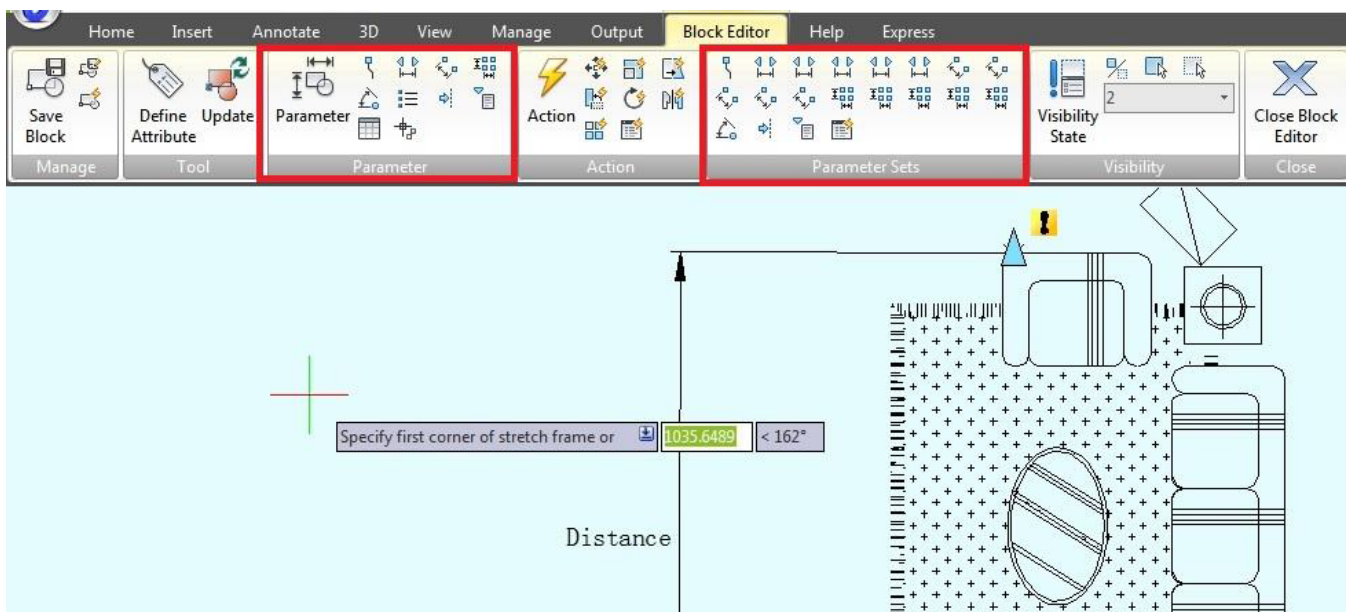 Home Insert Annotate 3D View Manage Output Block Editor Help Express
Save
Block
Define
Attribute
Update
Parameter
Action
2
Visibility
State
Close Block
Editor
Manage Tool Parameter Action Parameter Sets Visibility Close
Specify first corner of stretch frame or 1035.6489 < 162°
Distance